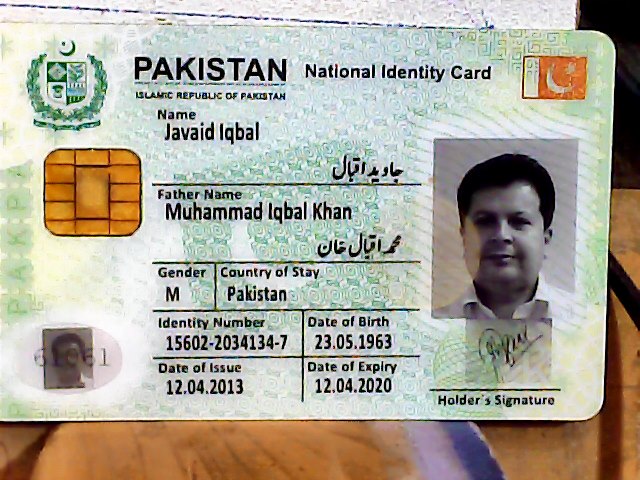 PAKISTAN National Identity Card
ISLAMIC REPUBLIC OF PAKISTAN
Name
Javaid Iqbal
جاوید اقبال
Father Name
Muhammad Iqbal Khan
محمد اقبال خان
Gender Country of Stay
M Pakistan
Identity Number Date of Birth
15602-2034134-7 23.05.1963
Date of Issue Date of Expiry
12.04.2013 12.04.2020
Holder's Signature